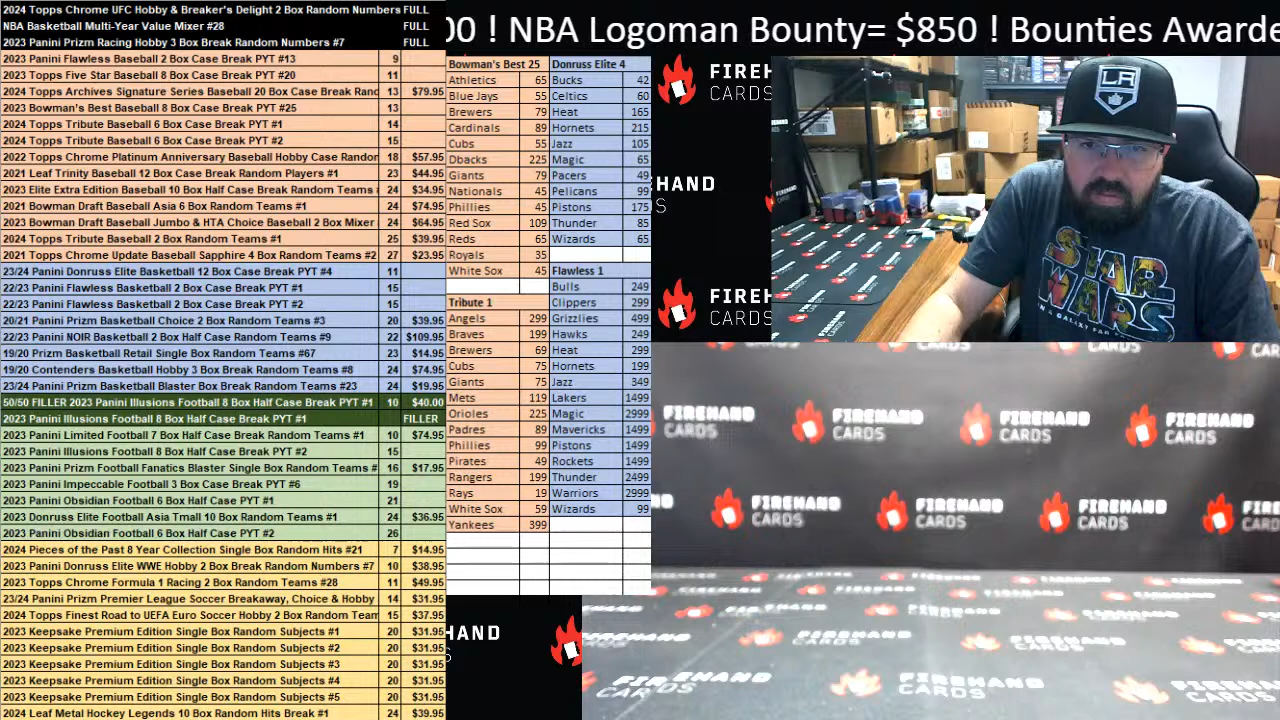 00 ! NBA Logoman Bounty= $850 ! Bounties Awarde
2024 Topps Chrome UFC Hobby & Breaker's Delight 2 Box Random Numbers FULL
NBA Basketball Multi-Year Value Mixer #28 FULL
2023 Panini Prizm Racing Hobby 3 Box Break Random Numbers #7 FULL
2023 Panini Flawless Baseball 2 Box Case Break PYT #13 9
2023 Topps Five Star Baseball 8 Box Case Break PYT #20 11
2024 Topps Archives Signature Series Baseball 20 Box Case Break Ranc 13 $79.95
2023 Bowman's Best Baseball 8 Box Case Break PYT #25 13
2024 Topps Tribute Baseball 6 Box Case Break PYT #1 14
2024 Topps Tribute Baseball 6 Box Case Break PYT #2 15
2022 Topps Chrome Platinum Anniversary Baseball Hobby Case Randor 18 $57.95
2021 Leaf Trinity Baseball 12 Box Case Break Random Players #1 23 $44.95
2023 Elite Extra Edition Baseball 10 Box Half Case Break Random Teams 24 $34.95
2021 Bowman Draft Baseball Asia 6 Box Random Teams #1 24 $74.95
2023 Bowman Draft Baseball Jumbo & HTA Choice Baseball 2 Box Mixer 24 $64.95
2024 Topps Tribute Baseball 2 Box Random Teams #1 25 $39.95
2021 Topps Chrome Update Baseball Sapphire 4 Box Random Teams #2 27 $23.95
23/24 Panini Donruss Elite Basketball 12 Box Case Break PYT #4 11
22/23 Panini Flawless Basketball 2 Box Break PYT #1 15
22/23 Panini Flawless Basketball 2 Box Break PYT #2 15
20/21 Panini Prizm Basketball Choice 2 Box Random Teams #3 20 $39.95
22/23 Panini NOIR Basketball 2 Box Half Case Random Teams #9 22 $109.95
19/20 Prizm Basketball Retail Single Box Random Teams #67 23 $14.95
19/20 Contenders Basketball Hobby 3 Box Break Random Teams #8 24 $74.95
23/24 Panini Prizm Basketball Blaster Box Break Random Teams #23 24 $19.95
50/50 FILLER 2023 Panini Illusions Football 8 Box Half Case Break PYT #1 10 $40.00
2023 Panini Illusions Football 8 Box Half Case Break PYT #1 FILLER
2023 Panini Limited Football 7 Box Half Case Break Random Teams #1 10 $74.95
2023 Panini Illusions Football 8 Box Half Case Break PYT #2 15
2023 Panini Prizm Football Fanatics Blaster Single Box Random Teams # 16 $17.95
2023 Panini Impeccable Football 3 Box Case Break PYT #6 19
2023 Panini Obsidian Football 6 Box Half Case PYT #1 21
2023 Donruss Elite Football Asia Tmall 10 Box Random Teams #1 24 $36.95
2023 Panini Obsidian Football 6 Box Half Case PYT #2 26
2024 Pieces of the Past 8 Year Collection Single Box Random Hits #21 7 $14.95
2023 Panini Donruss Elite WWE Hobby 2 Box Break Random Numbers #7 10 $38.95
2023 Topps Chrome Formula 1 Racing 2 Box Random Teams #28 11 $49.95
23/24 Panini Prizm Premier League Soccer Breakaway, Choice & Hobby 14 $31.95
2024 Topps Finest Road to UEFA Euro Soccer Hobby 2 Box Random Team 15 $37.95
2023 Keepsake Premium Edition Single Box Random Subjects #1 20 $31.95
2023 Keepsake Premium Edition Single Box Random Subjects #2 20 $31.95
2023 Keepsake Premium Edition Single Box Random Subjects #3 20 $31.95
2023 Keepsake Premium Edition Single Box Random Subjects #4 20 $31.95
2023 Keepsake Premium Edition Single Box Random Subjects #5 20 $31.95
2024 Leaf Metal Hockey Legends 10 Box Random Hits Break #1 24 $39.95
Bowman's Best 25
Athletics 65
Blue Jays 55
Brewers 79
Cardinals 89
Cubs 55
Dbacks 225
Giants 79
Nationals 45
Phillies 45
Red Sox 109
Reds 65
Royals 35
White Sox 45
Tribute 1
Angels 299
Braves 199
Brewers 69
Cubs 75
Giants 75
Mets 119
Orioles 225
Padres 89
Phillies 99
Pirates 49
Rangers 199
Rays 19
White Sox 59
Yankees 399
Donruss Elite 4
Bucks 42
Celtics 60
Heat 165
Hornets 215
Jazz 105
Magic 65
Pacers 49
Pelicans 99
Pistons 175
Thunder 85
Wizards 65
Flawless 1
Bulls 249
Clippers 299
Grizzlies 499
Hawks 249
Heat 299
Hornets 199
Jazz 349
Lakers 1499
Magic 2999
Mavericks 1499
Pistons 1499
Rockets 1499
Thunder 2499
Warriors 2999
Wizards 99
FIREH
CARDS
HAND
FIREH
CARDS
HAND
LA
STAR
WARS
FIREHAND
CARDS
FIREHAND
CARDS
FIREHAND
CARDS
FIREHAND
CARDS
FIREHAND
CARDS
FIREHAND
CARDS